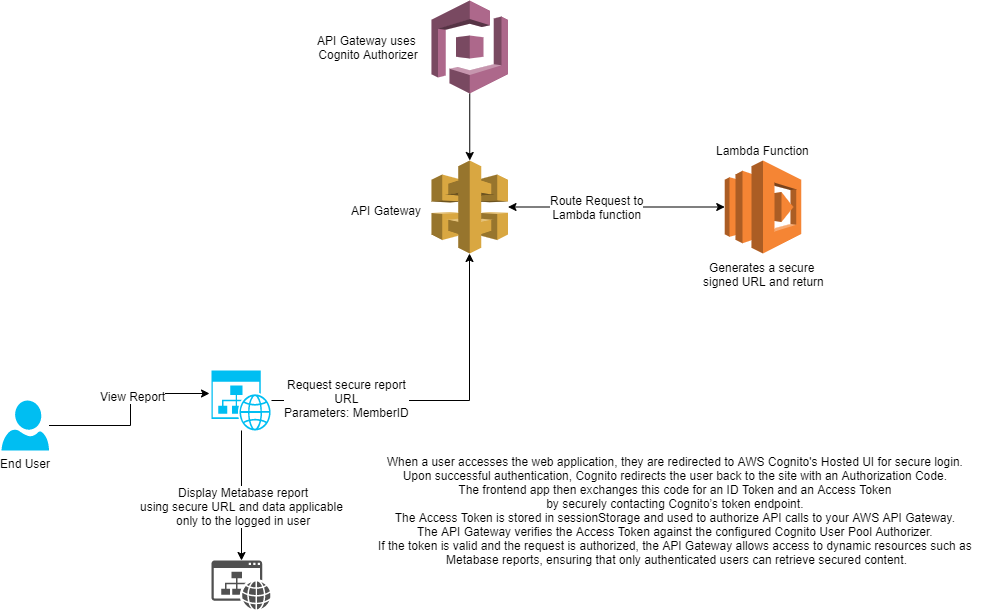 API Gateway uses
Cognito Authorizer
API Gateway
Route Request to
Lambda function
Lambda Function
Generates a secure
signed URL and return
View Report
End User
Request secure report
URL
Parameters: MemberID
Display Metabase report
using secure URL and data applicable
only to the logged in user
When a user accesses the web application, they are redirected to AWS Cognito's Hosted UI for secure login.
Upon successful authentication, Cognito redirects the user back to the site with an Authorization Code.
The frontend app then exchanges this code for an ID Token and an Access Token
by securely contacting Cognito's token endpoint.
The Access Token is stored in sessionStorage and used to authorize API calls to your AWS API Gateway.
The API Gateway verifies the Access Token against the configured Cognito User Pool Authorizer.
If the token is valid and the request is authorized, the API Gateway allows access to dynamic resources such as
Metabase reports, ensuring that only authenticated users can retrieve secured content.